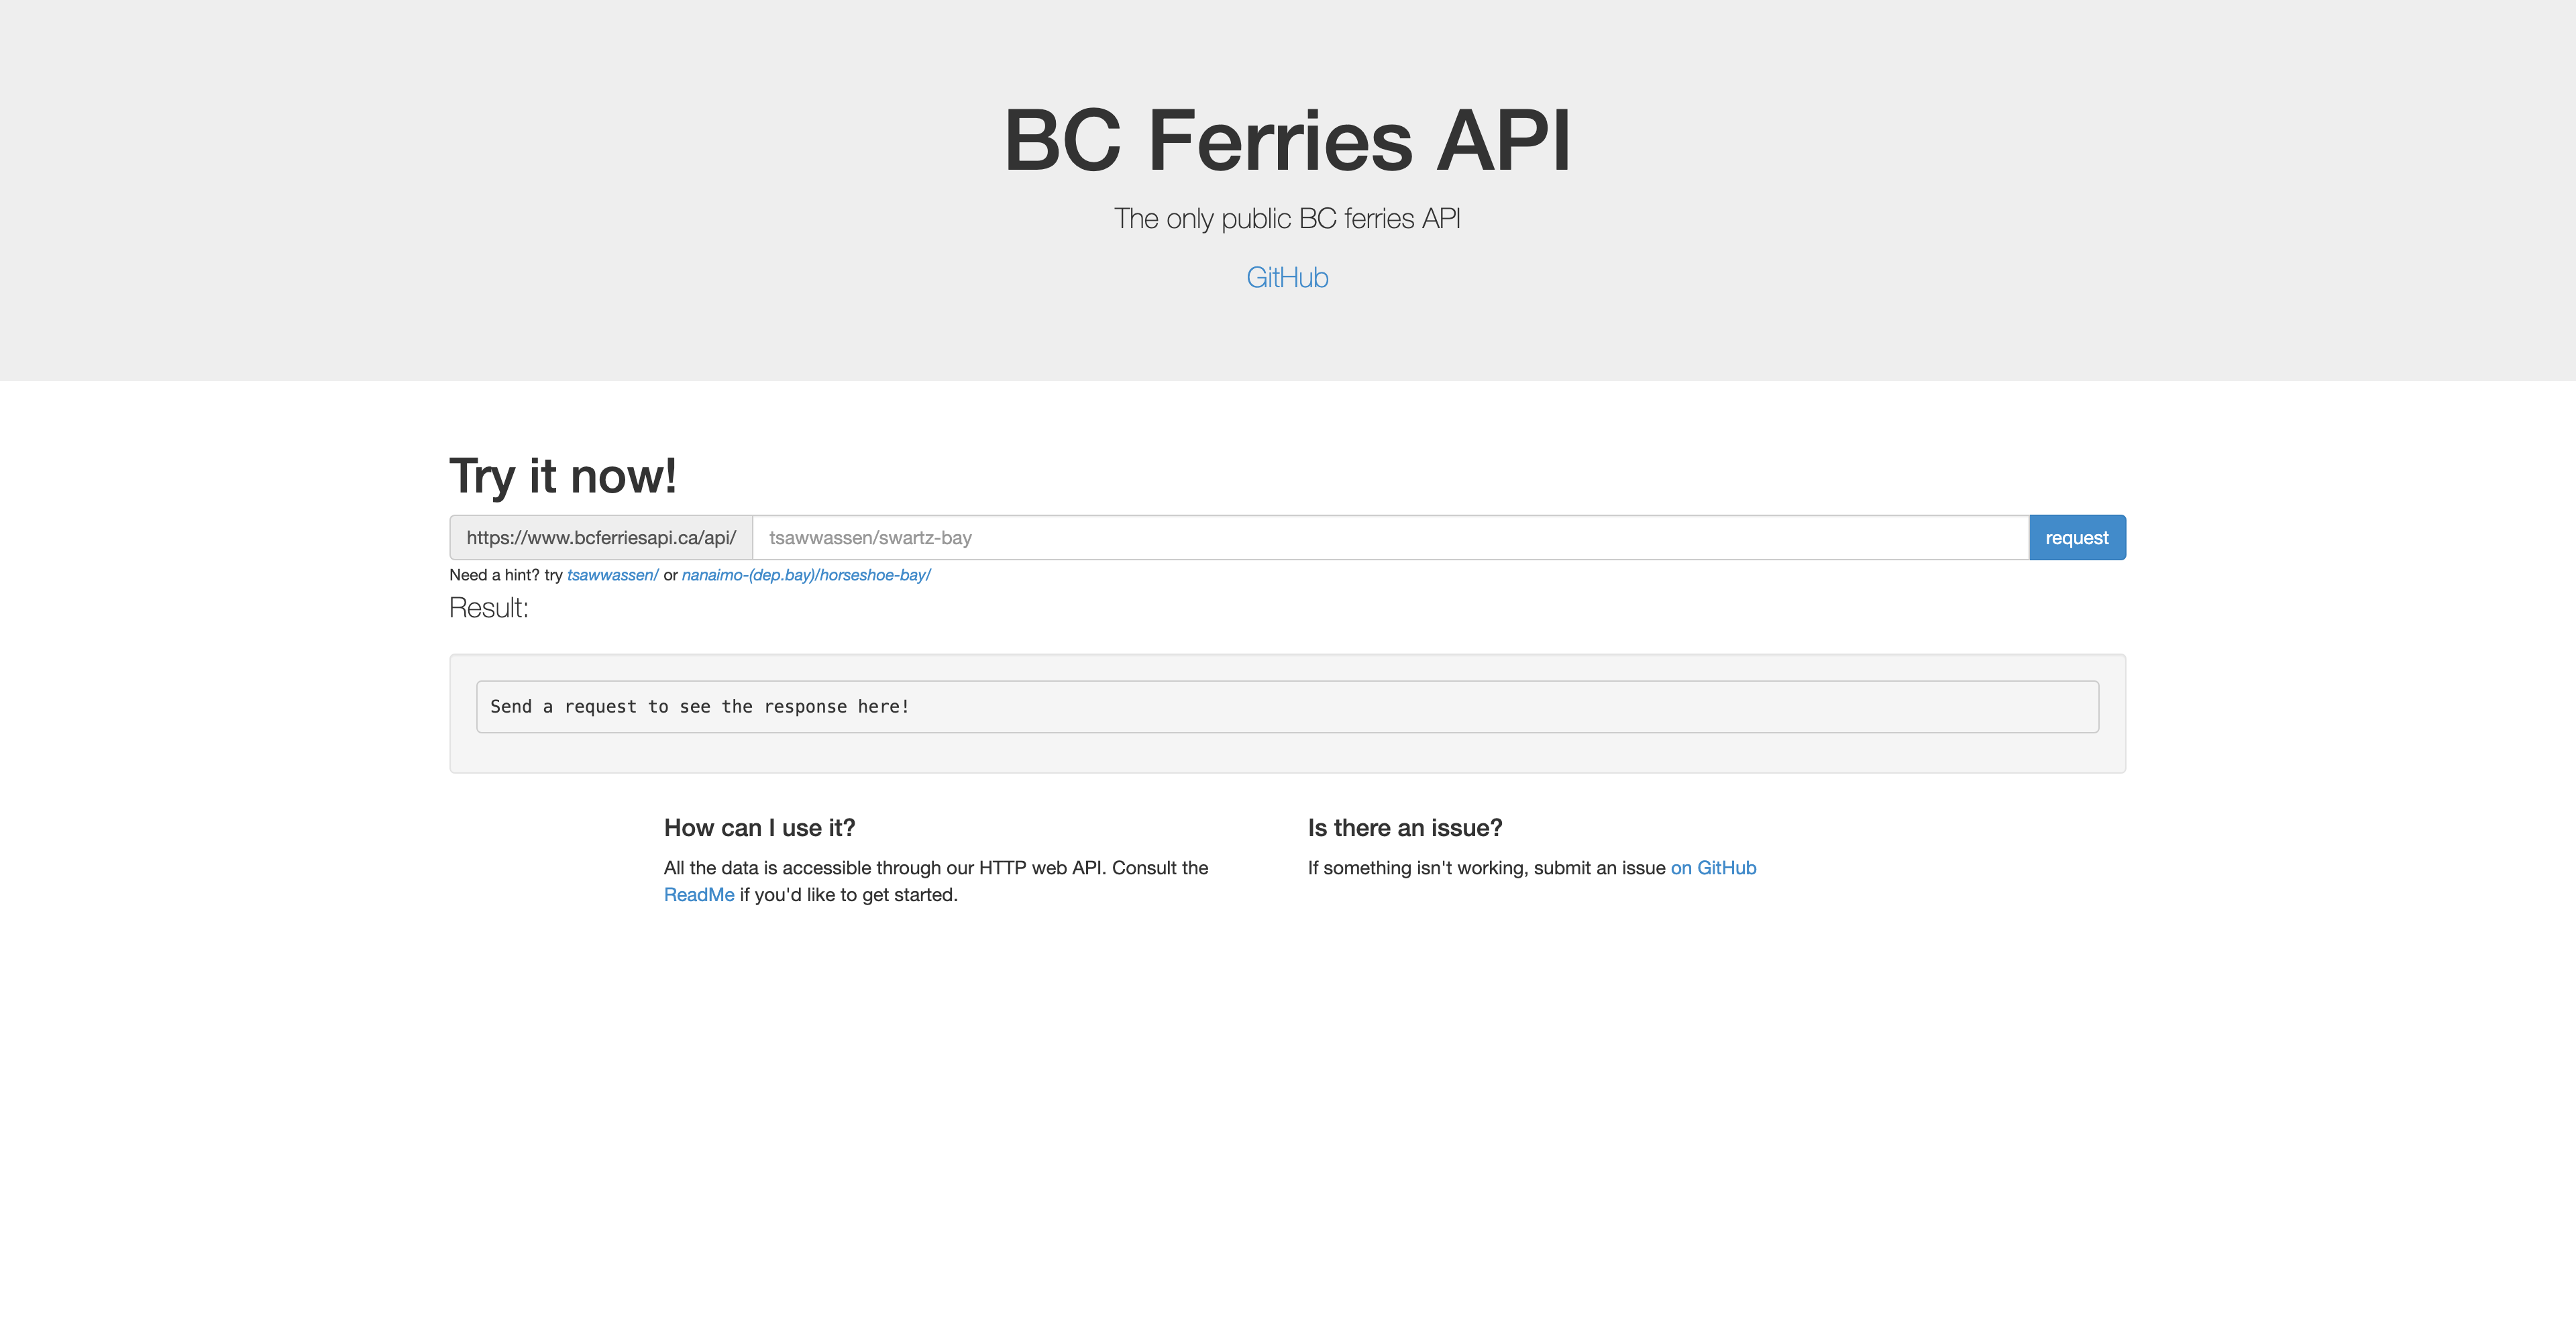 BC Ferries API
The only public BC ferries API
GitHub
Try it now!
https://www.bcferriesapi.ca/api/ tsawwassen/swartz-bay request
Need a hint? try tsawwassen/ or nanaimo-(dep.bay)/horseshoe-bay/
Result:
Send a request to see the response here!
How can I use it?
All the data is accessible through our HTTP web API. Consult the
ReadMe if you'd like to get started.
Is there an issue?
If something isn't working, submit an issue on GitHub